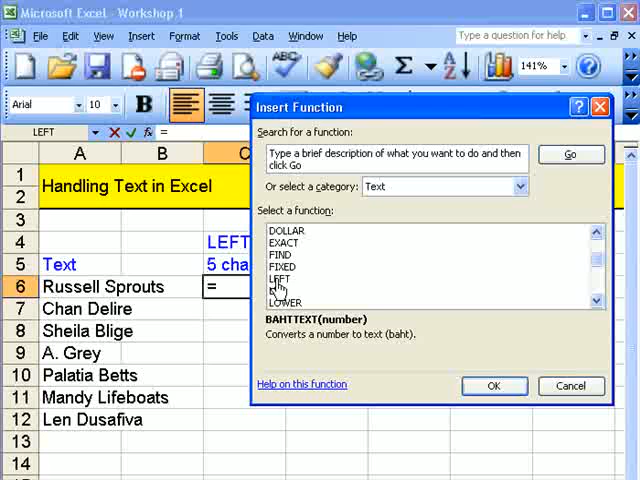 Microsoft Excel - Workshop 1
File Edit View Insert Format Tools Data Window Help Type a question for help
Σ 141%
Arial 10 B
LEFT =
A B C
1 Handling Text in Excel
2
3
4 LEFT
5 Text 5 cha
6 Russell Sprouts =
7 Chan Delire
8 Sheila Blige
9 A. Grey
10 Palatia Betts
11 Mandy Lifeboats
12 Len Dusafiva
13
14
Insert Function
Search for a function:
Type a brief description of what you want to do and then
click Go
Go
Or select a category: Text
Select a function:
DOLLAR
EXACT
FIND
FIXED
LEFT
LOWER
BAHTTEXT(number)
Converts a number to text (baht).
Help on this function
OK Cancel